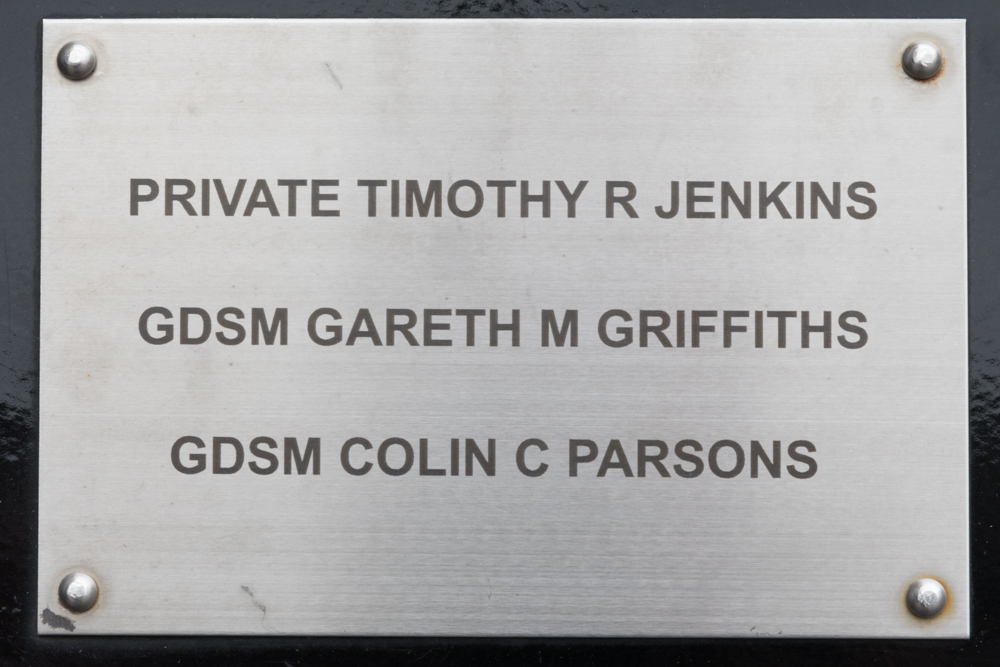 PRIVATE TIMOTHY R JENKINS
GDSM GARETH M GRIFFITHS
GDSM COLIN C PARSONS